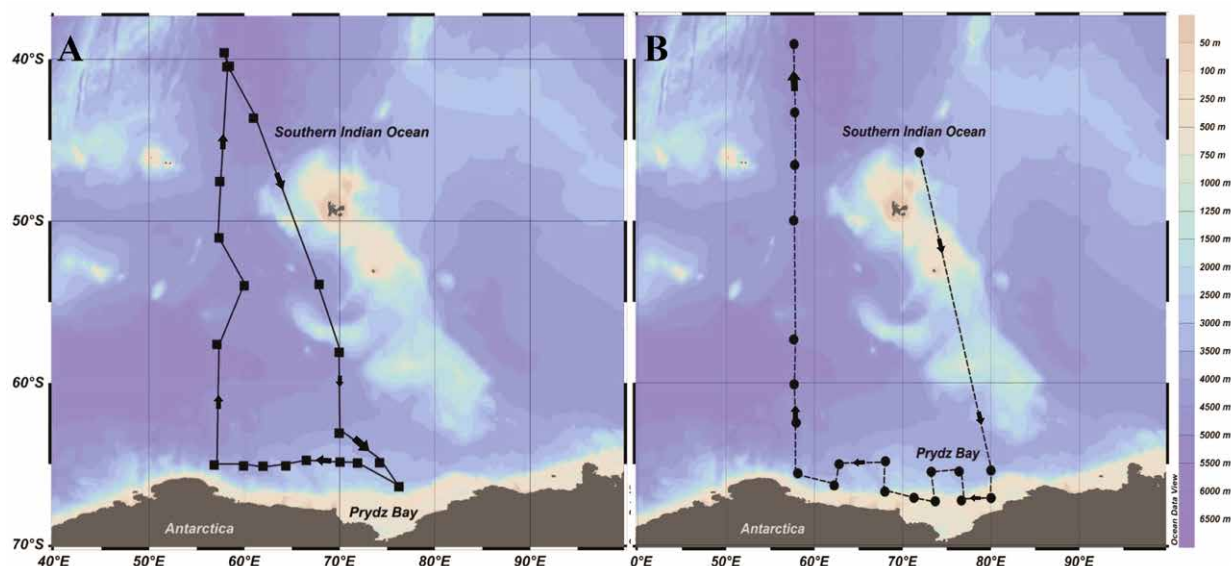 A
B
40°S
50°S
60°S
70°S
Southern Indian Ocean
Southern Indian Ocean
Prydz Bay
Prydz Bay
Antarctica
Antarctica
40°E
50°E
60°E
70°E
80°E
90°E
0°E
50°E
60°E
70°E
80°E
90°E
50 m
100 m
250 m
500 m
750 m
1000 m
1250 m
1500 m
2000 m
2500 m
3000 m
3500 m
4000 m
4500 m
5000 m
5500 m
6000 m
6500 m
Ocean Data View